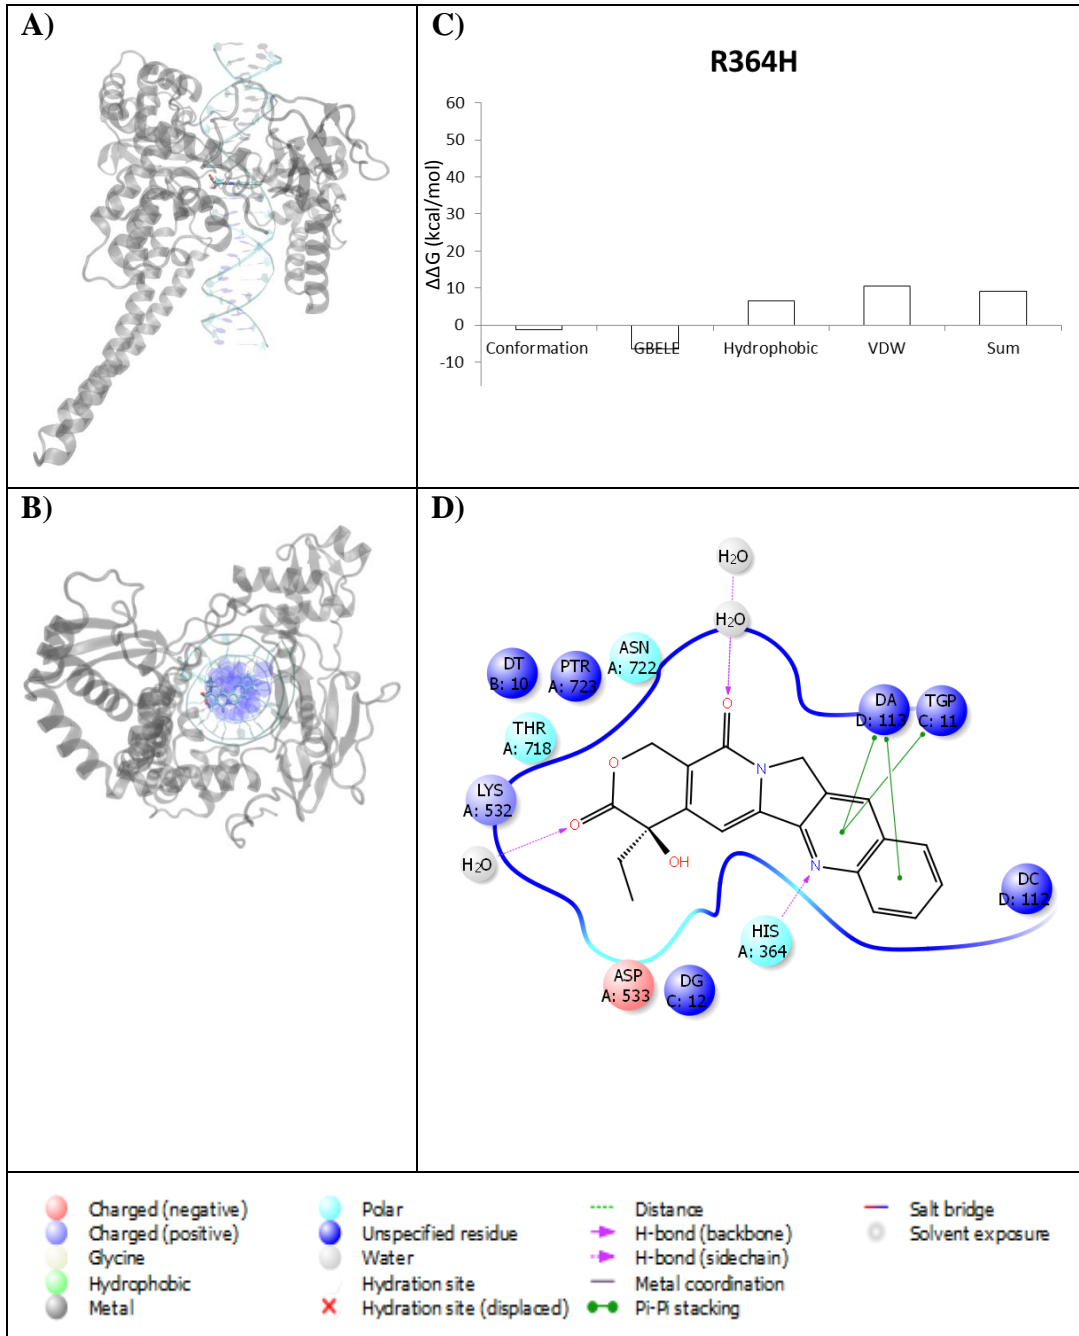 A)
C)
R364H
60
50
40
30
20
10
0
-10
ΔΔG (kcal/mol)
Conformation
GBELE
Hydrophobic
VDW
Sum
B)
D)
H2O
H2O
ASN
A: 722
DT
B: 10
PTR
A: 723
THR
A: 718
DA
D: 113
TGP
C: 11
LYS
A: 532
O
O
N
O
H2O
OH
N
DC
D: 112
HIS
A: 364
ASP
A: 533
DG
C: 12
Charged (negative)
Charged (positive)
Glycine
Hydrophobic
Metal
Polar
Unspecified residue
Water
Hydration site
Hydration site (displaced)
Distance
H-bond (backbone)
H-bond (sidechain)
Metal coordination
Pi-Pi stacking
Salt bridge
Solvent exposure